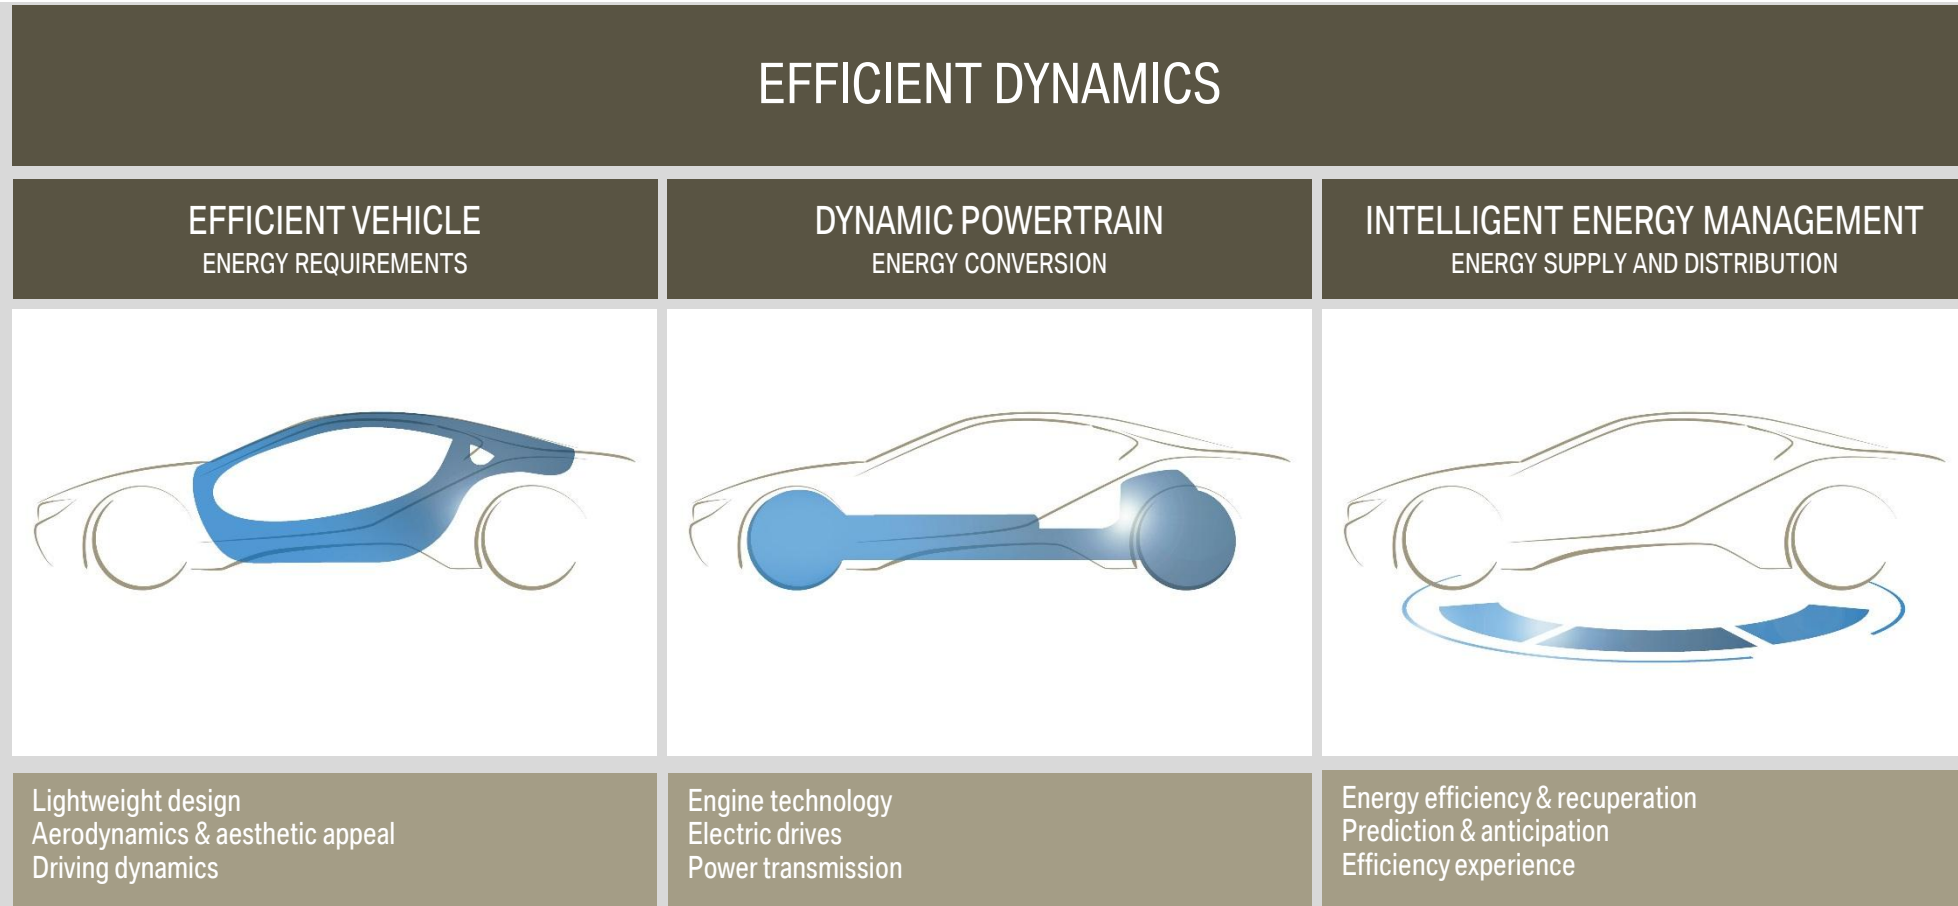 EFFICIENT DYNAMICS
EFFICIENT VEHICLE
ENERGY REQUIREMENTS
DYNAMIC POWERTRAIN
ENERGY CONVERSION
INTELLIGENT ENERGY MANAGEMENT
ENERGY SUPPLY AND DISTRIBUTION
Lightweight design
Aerodynamics & aesthetic appeal
Driving dynamics
Engine technology
Electric drives
Power transmission
Energy efficiency & recuperation
Prediction & anticipation
Efficiency experience